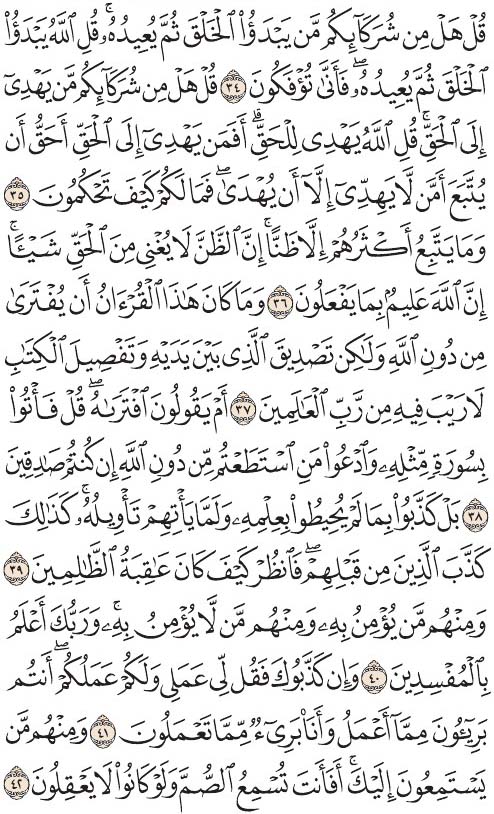 قُلْ هَلْ مِن شُرَكَآئِكُم مَّن يَبْدَؤُا۟ ٱلْخَلْقَ ثُمَّ يُعِيدُهُۥ ۚ قُلِ ٱللَّهُ يَبْدَؤُا۟
ٱلْخَلْقَ ثُمَّ يُعِيدُهُۥ ۖ فَأَنَّىٰ تُؤْفَكُونَ ٣٤ قُلْ هَلْ مِن شُرَكَآئِكُم مَّن يَهْدِىٓ
إِلَى ٱلْحَقِّ ۚ قُلِ ٱللَّهُ يَهْدِى لِلْحَقِّ ۗ أَفَمَن يَهْدِىٓ إِلَى ٱلْحَقِّ أَحَقُّ أَن
يُتَّبَعَ أَمَّن لَّا يَهِدِّىٓ إِلَّآ أَن يُهْدَىٰ ۖ فَمَا لَكُمْ كَيْفَ تَحْكُمُونَ ٣٥
وَمَا يَتَّبِعُ أَكْثَرُهُمْ إِلَّا ظَنًّا ۚ إِنَّ ٱلظَّنَّ لَا يُغْنِى مِنَ ٱلْحَقِّ شَيْـًٔا ۚ
إِنَّ ٱللَّهَ عَلِيمٌۢ بِمَا يَفْعَلُونَ ٣٦ وَمَا كَانَ هَٰذَا ٱلْقُرْءَانُ أَن يُفْتَرَىٰ
مِن دُونِ ٱللَّهِ وَلَٰكِن تَصْدِيقَ ٱلَّذِى بَيْنَ يَدَيْهِ وَتَفْصِيلَ ٱلْكِتَٰبِ
لَا رَيْبَ فِيهِ مِن رَّبِّ ٱلْعَٰلَمِينَ ٣٧ أَمْ يَقُولُونَ ٱفْتَرَىٰهُ ۖ قُلْ فَأْتُوا۟
بِسُورَةٍ مِّثْلِهِۦ وَٱدْعُوا۟ مَنِ ٱسْتَطَعْتُم مِّن دُونِ ٱللَّهِ إِن كُنتُمْ صَٰدِقِينَ
٣٨ بَلْ كَذَّبُوا۟ بِمَا لَمْ يُحِيطُوا۟ بِعِلْمِهِۦ وَلَمَّا يَأْتِهِمْ تَأْوِيلُهُۥ ۚ كَذَٰلِكَ
كَذَّبَ ٱلَّذِينَ مِن قَبْلِهِمْ ۖ فَٱنظُرْ كَيْفَ كَانَ عَٰقِبَةُ ٱلظَّٰلِمِينَ ٣٩
وَمِنْهُم مَّن يُؤْمِنُ بِهِۦ وَمِنْهُم مَّن لَّا يُؤْمِنُ بِهِۦ ۚ وَرَبُّكَ أَعْلَمُ
بِٱلْمُفْسِدِينَ ٤٠ وَإِن كَذَّبُوكَ فَقُل لِّى عَمَلِى وَلَكُمْ عَمَلُكُمْ ۖ أَنتُم
بَرِيٓـُٔونَ مِمَّآ أَعْمَلُ وَأَنَا۠ بَرِىٓءٌ مِّمَّا تَعْمَلُونَ ٤١ وَمِنْهُم مَّن
يَسْتَمِعُونَ إِلَيْكَ ۚ أَفَأَنتَ تُسْمِعُ ٱلصُّمَّ وَلَوْ كَانُوا۟ لَا يَعْقِلُونَ ٤٢